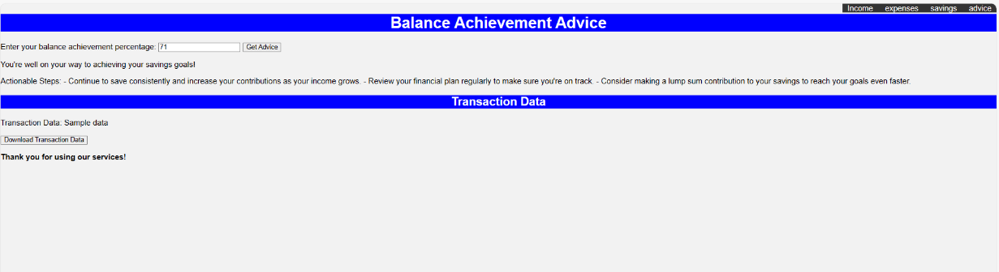 Income expenses savings advice
Balance Achievement Advice
Enter your balance achievement percentage: 71 Get Advice
You're well on your way to achieving your savings goals!
Actionable Steps: - Continue to save consistently and increase your contributions as your income grows. - Review your financial plan regularly to make sure you're on track. - Consider making a lump sum contribution to your savings to reach your goals even faster.
Transaction Data
Transaction Data: Sample data
Download Transaction Data
Thank you for using our services!